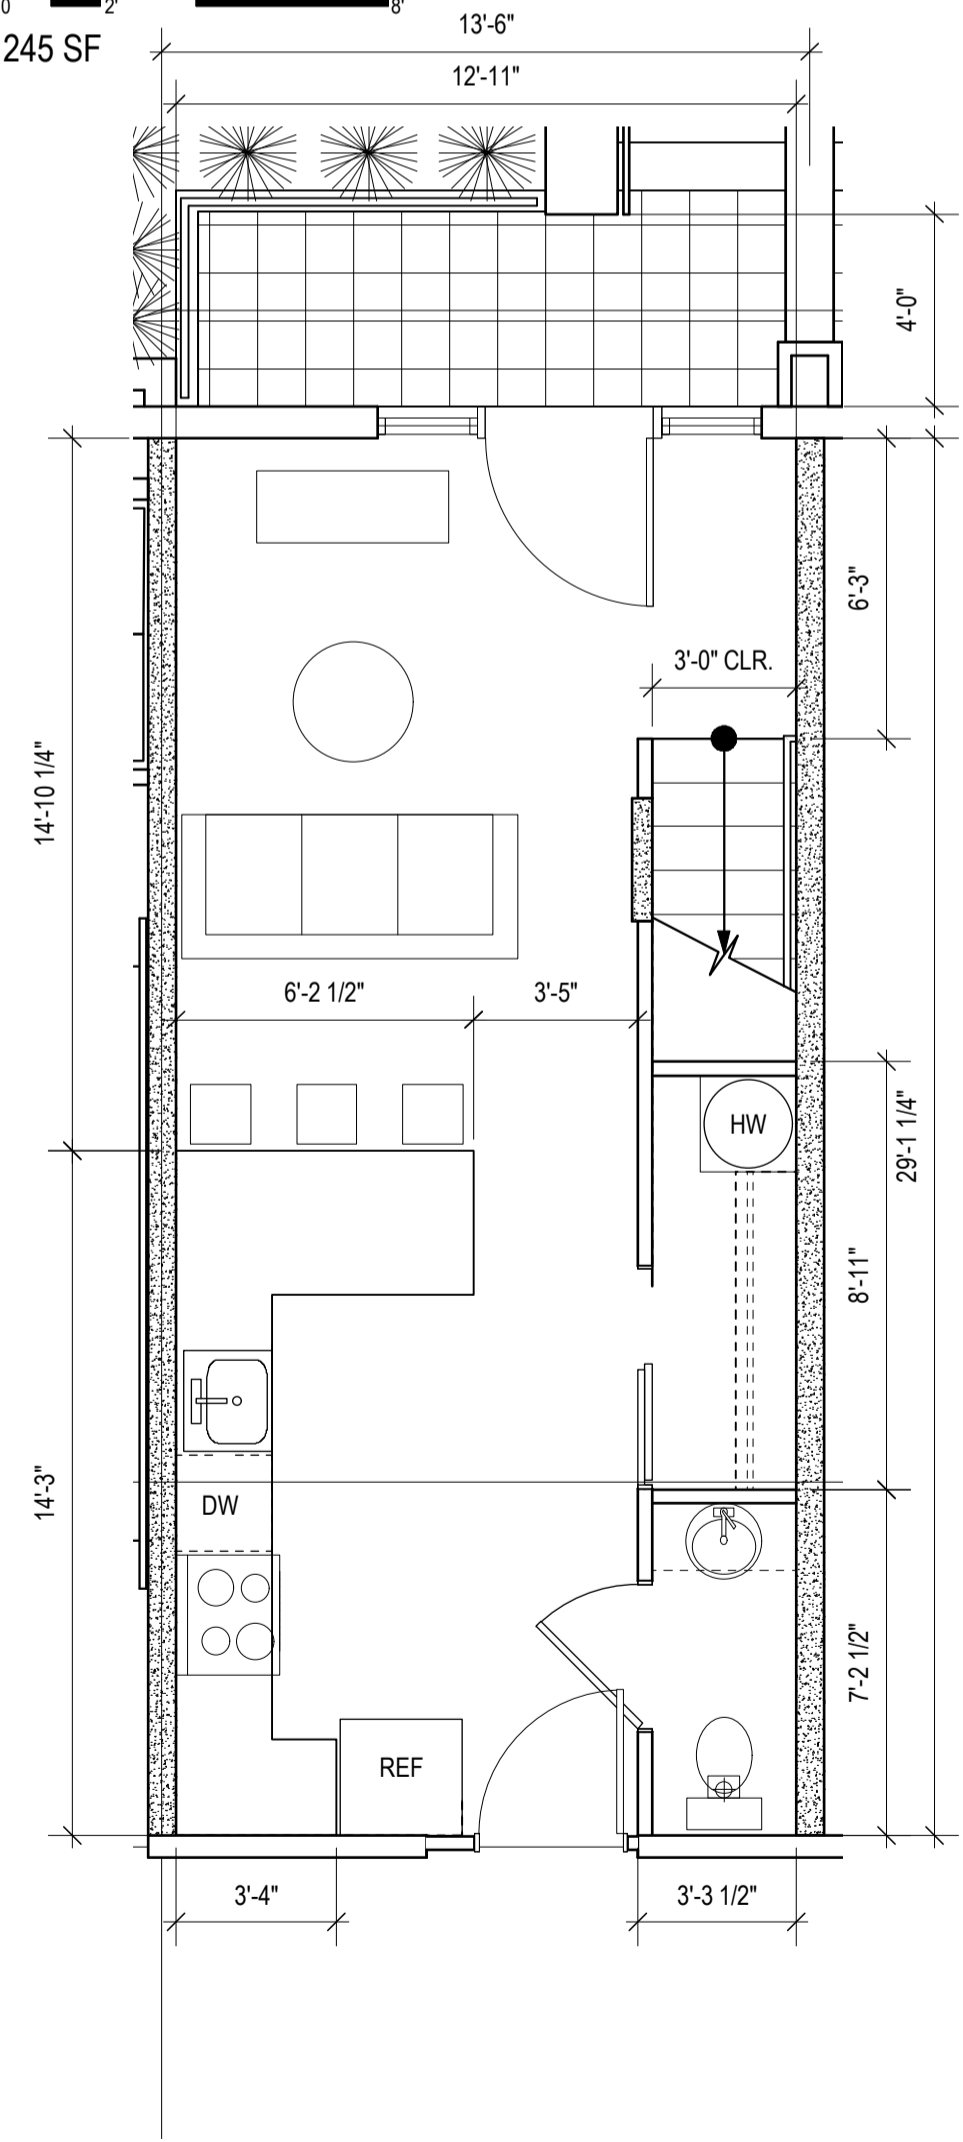 0 2' 8'
245 SF
13'-6"
12'-11"
4'-0"
6'-3"
3'-0" CLR.
14'-10 1/4"
6'-2 1/2"
3'-5"
HW
29'-1 1/4"
8'-11"
14'-3"
DW
7'-2 1/2"
REF
3'-4"
3'-3 1/2"